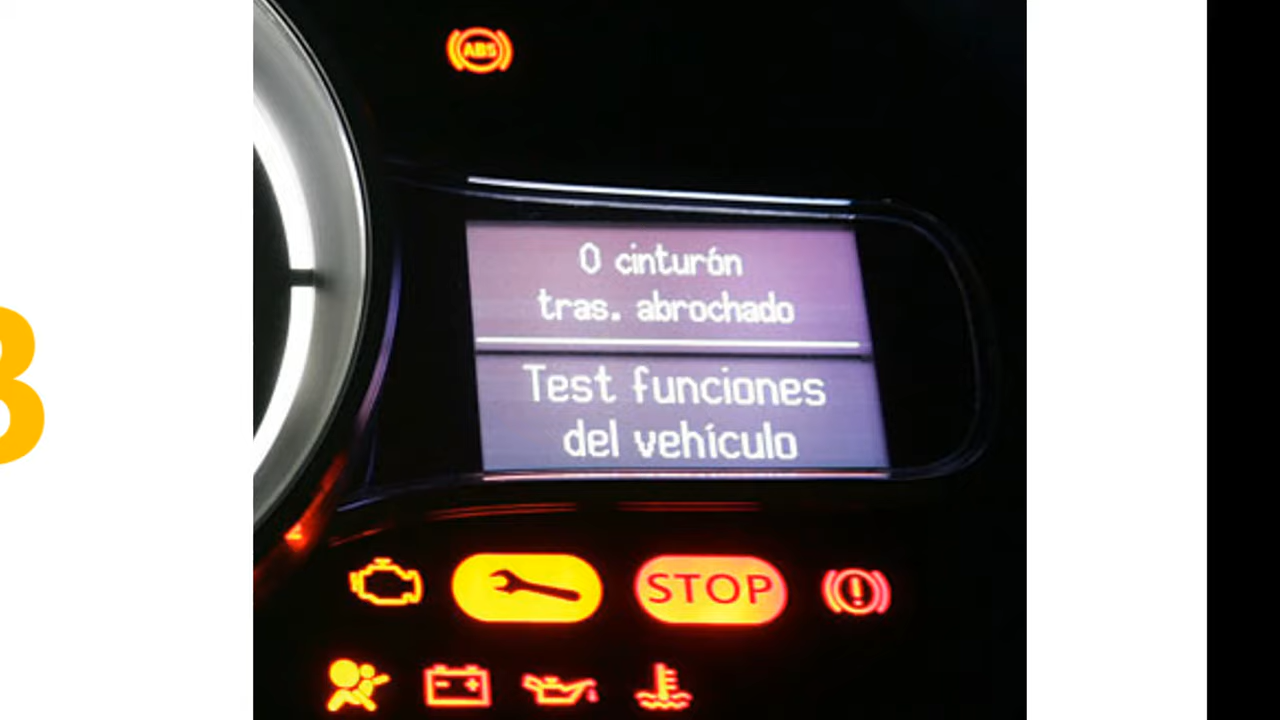 ABS
0 cinturón
tras. abrochado
Test funciones
del vehículo
STOP